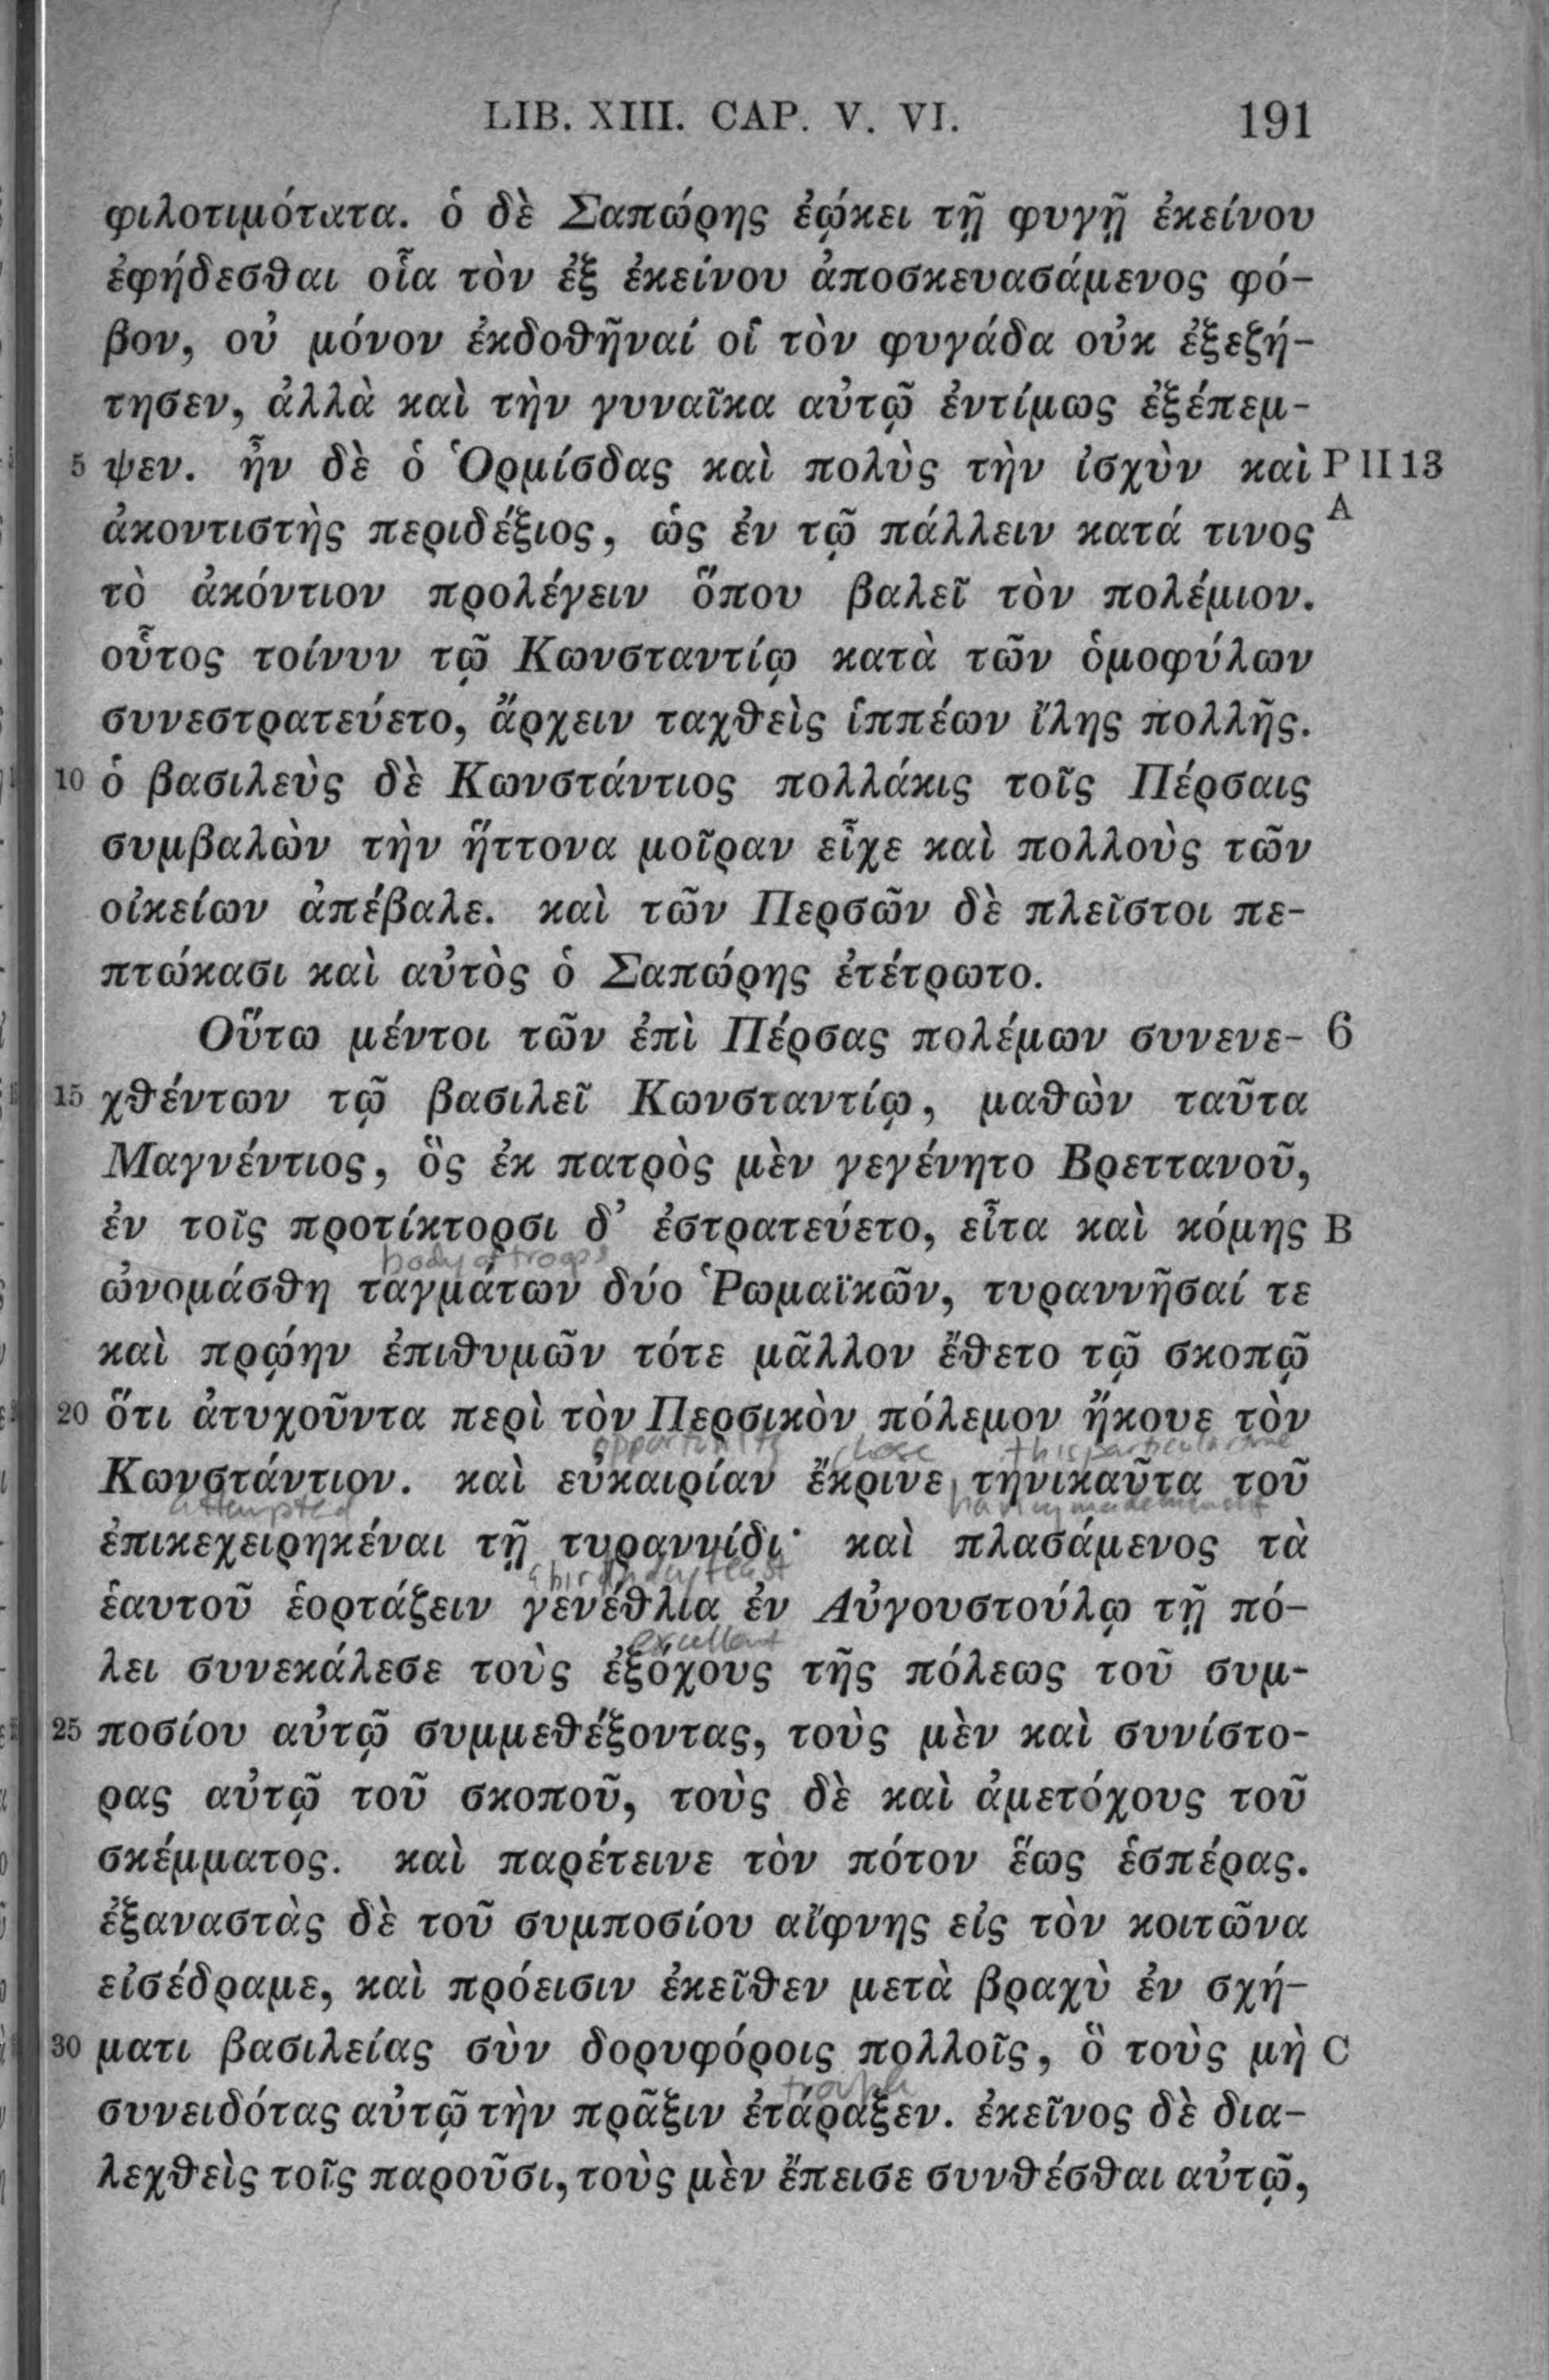 LIB. XIII. CAP. V. VI. 191
φιλοτιμότατα. ὁ δὲ Σαπώρης ἐῴκει τῇ φυγῇ ἐκείνου
ἐφήδεσθαι οἷα τὸν ἐξ ἐκείνου ἀποσκευασάμενος φό-
βον, οὐ μόνον ἐκδοθῆναί οἱ τὸν φυγάδα οὐκ ἐξεζή-
τησεν, ἀλλὰ καὶ τὴν γυναῖκα αὐτῷ ἐντίμως ἐξέπεμ-
5 ψεν. ἦν δὲ ὁ Ὁρμίσδας καὶ πολὺς τὴν ἰσχὺν καὶ P II 13
ἀκοντιστὴς περιδέξιος, ὡς ἐν τῷ πάλλειν κατά τινος A
τὸ ἀκόντιον προλέγειν ὅπου βαλεῖ τὸν πολέμιον.
οὗτος τοίνυν τῷ Κωνσταντίῳ κατὰ τῶν ὁμοφύλων
συνεστρατεύετο, ἄρχειν ταχθεὶς ἱππέων ἴλης πολλῆς.
10 ὁ βασιλεὺς δὲ Κωνστάντιος πολλάκις τοῖς Πέρσαις
συμβαλὼν τὴν ἥττονα μοῖραν εἶχε καὶ πολλοὺς τῶν
οἰκείων ἀπέβαλε. καὶ τῶν Περσῶν δὲ πλεῖστοι πε-
πτώκασι καὶ αὐτὸς ὁ Σαπώρης ἐτέτρωτο.
Οὕτω μέντοι τῶν ἐπὶ Πέρσας πολέμων συνενε- 6
15 χθέντων τῷ βασιλεῖ Κωνσταντίῳ, μαθὼν ταῦτα
Μαγνέντιος, ὃς ἐκ πατρὸς μὲν γεγένητο Βρεττανοῦ,
ἐν τοῖς προτίκτορσι δ' ἐστρατεύετο, εἶτα καὶ κόμης B
body of troops
ὠνομάσθη ταγμάτων δύο Ῥωμαϊκῶν, τυραννῆσαί τε
καὶ πρῴην ἐπιθυμῶν τότε μᾶλλον ἔθετο τῷ σκοπῷ
20 ὅτι ἀτυχοῦντα περὶ τὸν Περσικὸν πόλεμον ἤκουε τὸν
opportunity chose this particular time
Κωνστάντιον. καὶ εὐκαιρίαν ἔκρινε τηνικαῦτα τοῦ
attempted
ἐπικεχειρηκέναι τῇ τυραννίδι· καὶ πλασάμενος τὰ
ἑαυτοῦ ἑορτάζειν γενέθλια ἐν Αὐγουστούλῳ τῇ πό-
excellent
λει συνεκάλεσε τοὺς ἐξόχους τῆς πόλεως τοῦ συμ-
25 ποσίου αὐτῷ συμμεθέξοντας, τοὺς μὲν καὶ συνίστο-
ρας αὐτῷ τοῦ σκοποῦ, τοὺς δὲ καὶ ἀμετόχους τοῦ
σκέμματος. καὶ παρέτεινε τὸν πότον ἕως ἑσπέρας.
ἐξαναστὰς δὲ τοῦ συμποσίου αἴφνης εἰς τὸν κοιτῶνα
εἰσέδραμε, καὶ πρόεισιν ἐκεῖθεν μετὰ βραχὺ ἐν σχή-
30 ματι βασιλείας σὺν δορυφόροις πολλοῖς, ὃ τοὺς μὴ C
trouble
συνειδότας αὐτῷ τὴν πρᾶξιν ἐτάραξεν. ἐκεῖνος δὲ δια-
λεχθεὶς τοῖς παροῦσι, τοὺς μὲν ἔπεισε συνθέσθαι αὐτῷ,